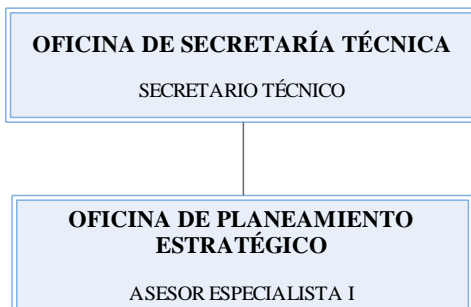 OFICINA DE SECRETARÍA TÉCNICA
SECRETARIO TÉCNICO
OFICINA DE PLANEAMIENTO
ESTRATÉGICO
ASESOR ESPECIALISTA I